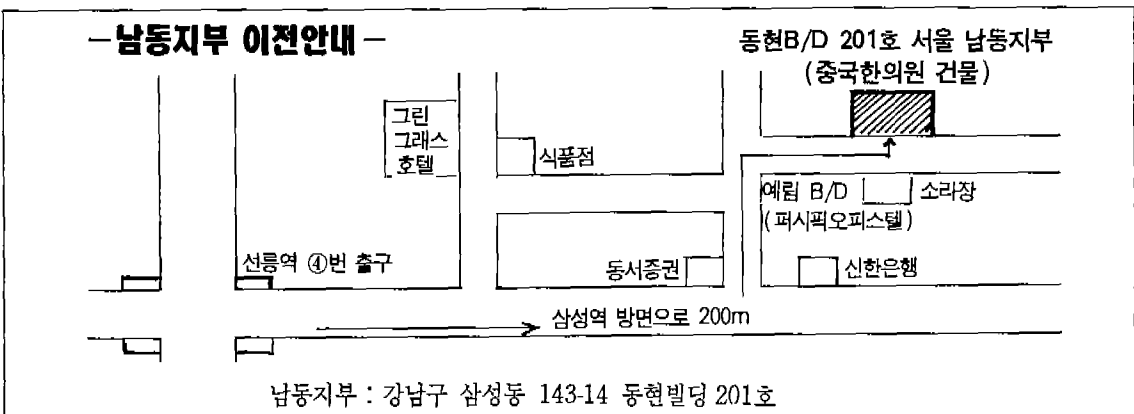 －남동지부 이전안내－
동현B/D 201호 서울 남동지부
(중국한의원 건물)
그린
그래스
호텔
식품점
예림 B/D
소라장
(퍼시픽오피스텔)
선릉역 ④번 출구
동서증권
신한은행
삼성역 방면으로 200m
남동지부 : 강남구 삼성동 143-14 동현빌딩 201호